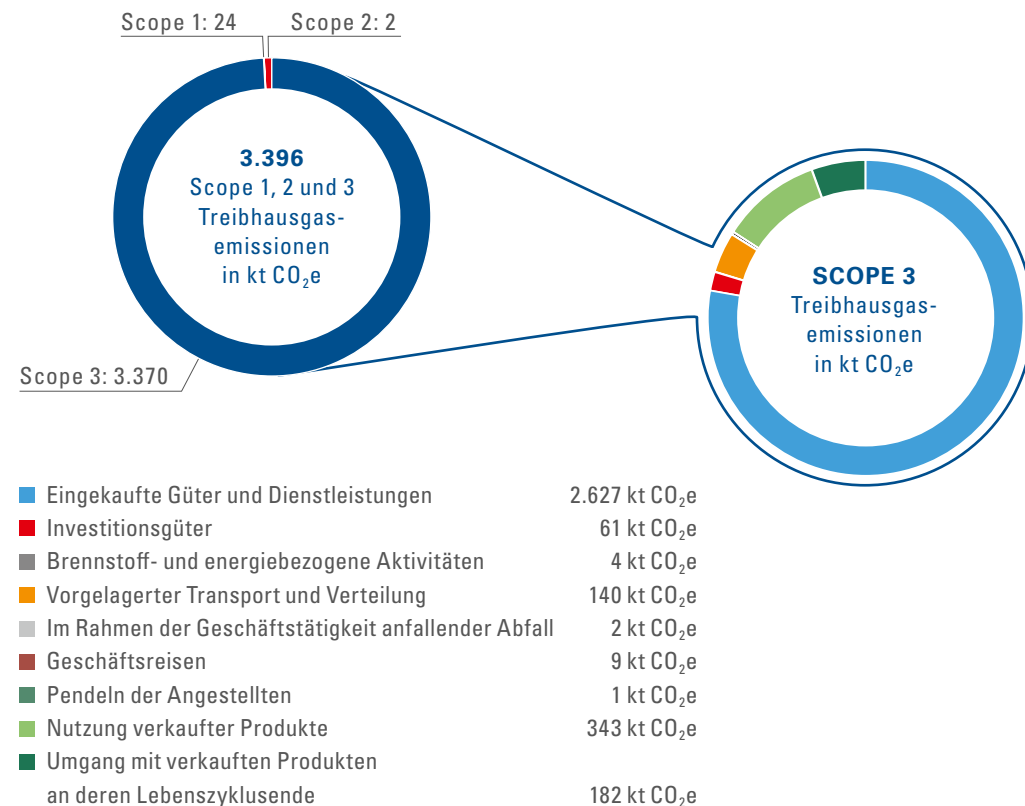 Scope 1: 24
Scope 2: 2
3.396
Scope 1, 2 und 3
Treibhausgas-
emissionen
in kt CO₂e
Scope 3: 3.370
SCOPE 3
Treibhausgas-
emissionen
in kt CO₂e
Eingekaufte Güter und Dienstleistungen 2.627 kt CO₂e
Investitionsgüter 61 kt CO₂e
Brennstoff- und energiebezogene Aktivitäten 4 kt CO₂e
Vorgelagerter Transport und Verteilung 140 kt CO₂e
Im Rahmen der Geschäftstätigkeit anfallender Abfall 2 kt CO₂e
Geschäftsreisen 9 kt CO₂e
Pendeln der Angestellten 1 kt CO₂e
Nutzung verkaufter Produkte 343 kt CO₂e
Umgang mit verkauften Produkten
an deren Lebenszyklusende 182 kt CO₂e